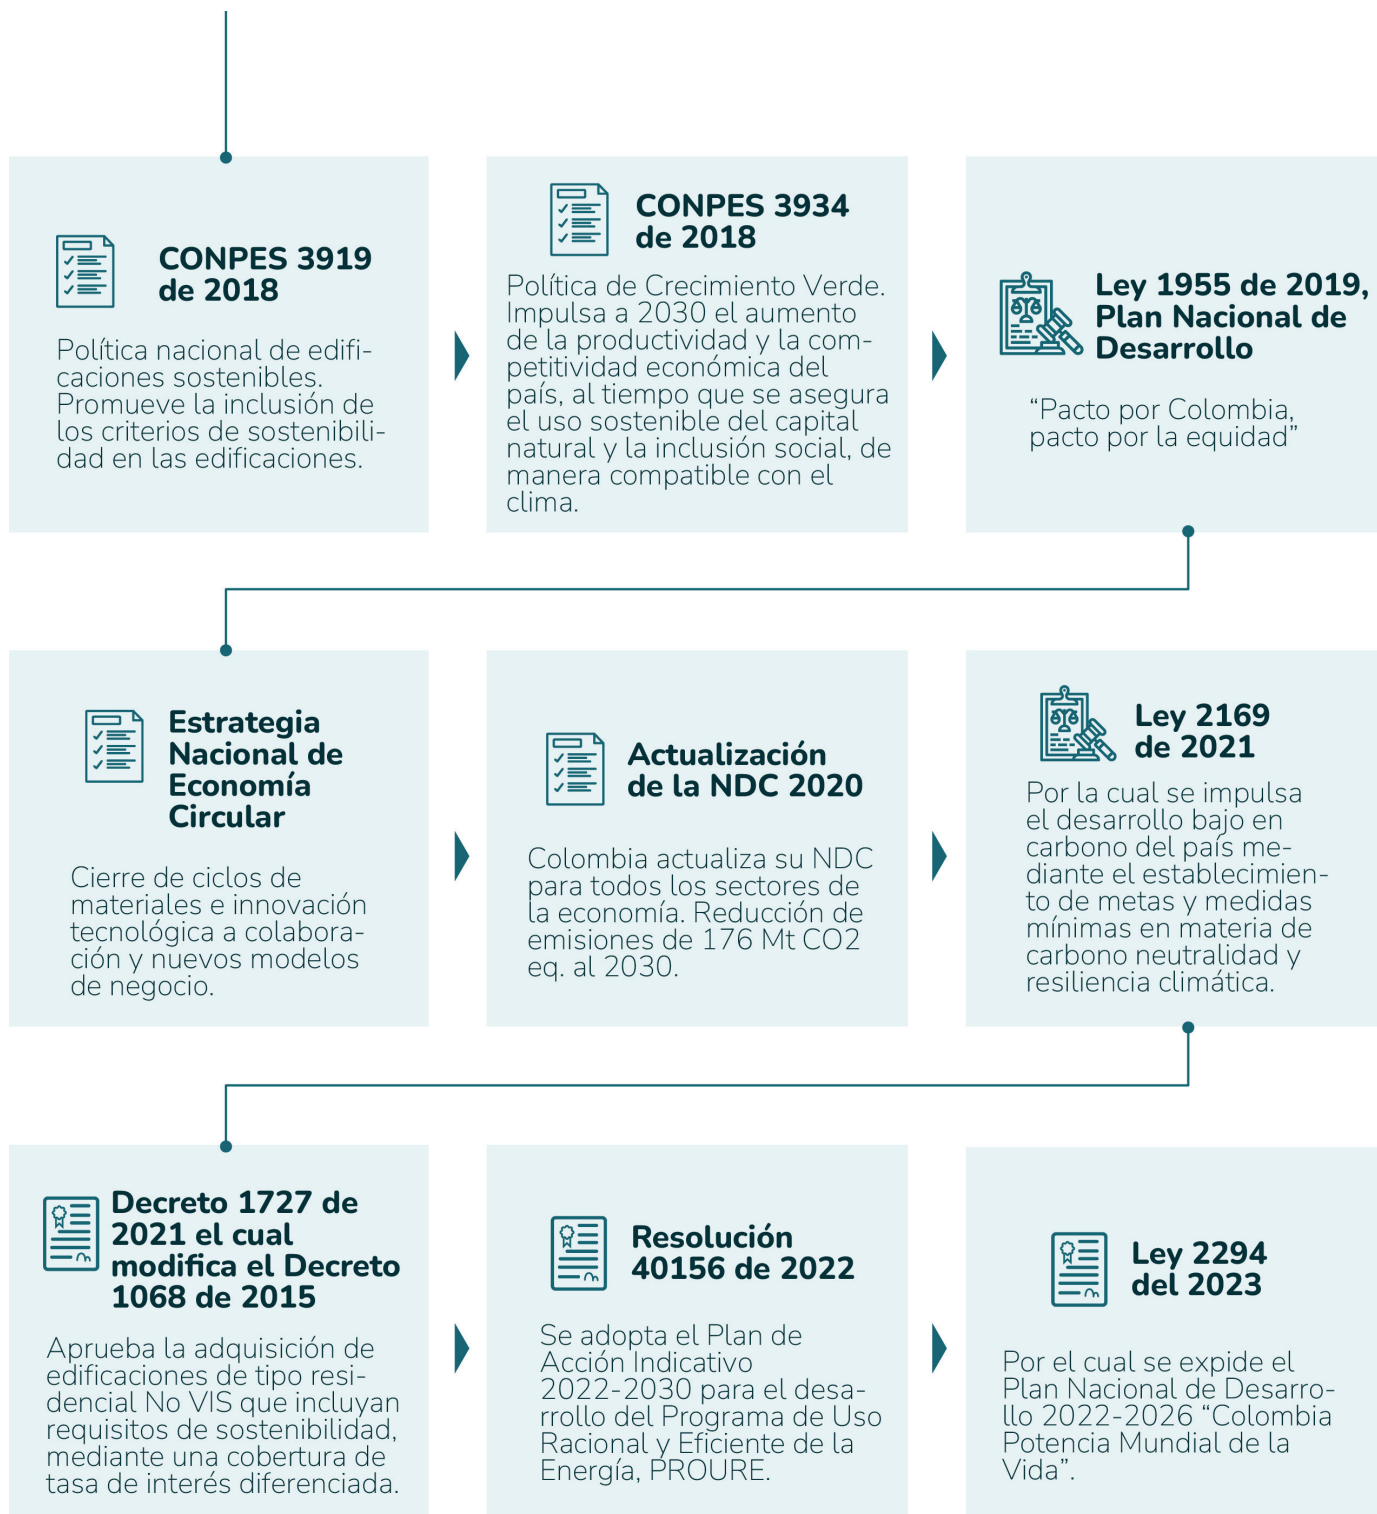 CONPES 3919
de 2018
Política nacional de edifi-
caciones sostenibles.
Promueve la inclusión de
los criterios de sostenibili-
dad en las edificaciones.
CONPES 3934
de 2018
Política de Crecimiento Verde.
Impulsa a 2030 el aumento
de la productividad y la com-
petitividad económica del
país, al tiempo que se asegura
el uso sostenible del capital
natural y la inclusión social, de
manera compatible con el
clima.
Ley 1955 de 2019,
Plan Nacional de
Desarrollo
“Pacto por Colombia,
pacto por la equidad”
Estrategia
Nacional de
Economía
Circular
Cierre de ciclos de
materiales e innovación
tecnológica a colabora-
ción y nuevos modelos
de negocio.
Actualización
de la NDC 2020
Colombia actualiza su NDC
para todos los sectores de
la economía. Reducción de
emisiones de 176 Mt CO2
eq. al 2030.
Ley 2169
de 2021
Por la cual se impulsa
el desarrollo bajo en
carbono del país me-
diante el establecimien-
to de metas y medidas
mínimas en materia de
carbono neutralidad y
resiliencia climática.
Decreto 1727 de
2021 el cual
modifica el Decreto
1068 de 2015
Aprueba la adquisición de
edificaciones de tipo resi-
dencial No VIS que incluyan
requisitos de sostenibilidad,
mediante una cobertura de
tasa de interés diferenciada.
Resolución
40156 de 2022
Se adopta el Plan de
Acción Indicativo
2022-2030 para el desa-
rrollo del Programa de Uso
Racional y Eficiente de la
Energía, PROURE.
Ley 2294
del 2023
Por el cual se expide el
Plan Nacional de Desarro-
llo 2022-2026 “Colombia
Potencia Mundial de la
Vida”.